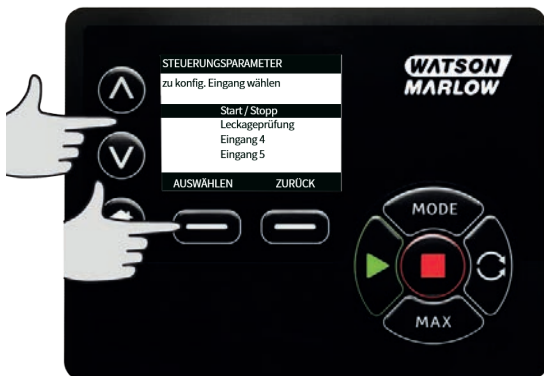 STEUERUNGSPARAMETER
zu konfig. Eingang wählen
Start / Stopp
Leckageprüfung
Eingang 4
Eingang 5
AUSWÄHLEN ZURÜCK
WATSON
MARLOW
MODE
MAX